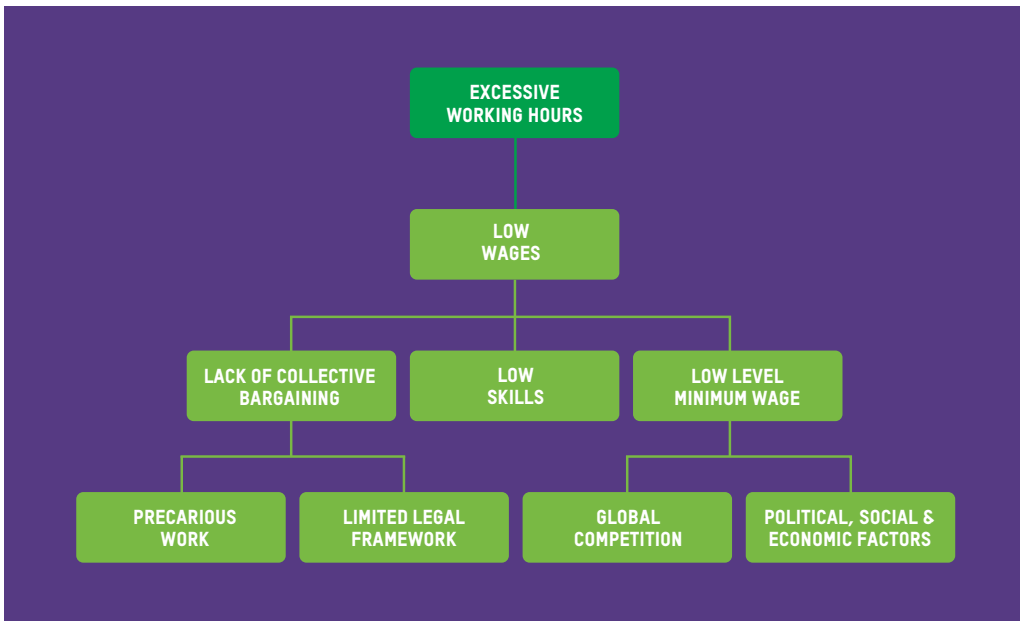 EXCESSIVE
WORKING HOURS
LOW
WAGES
LACK OF COLLECTIVE
BARGAINING
LOW
SKILLS
LOW LEVEL
MINIMUM WAGE
PRECARIOUS
WORK
LIMITED LEGAL
FRAMEWORK
GLOBAL
COMPETITION
POLITICAL, SOCIAL &
ECONOMIC FACTORS